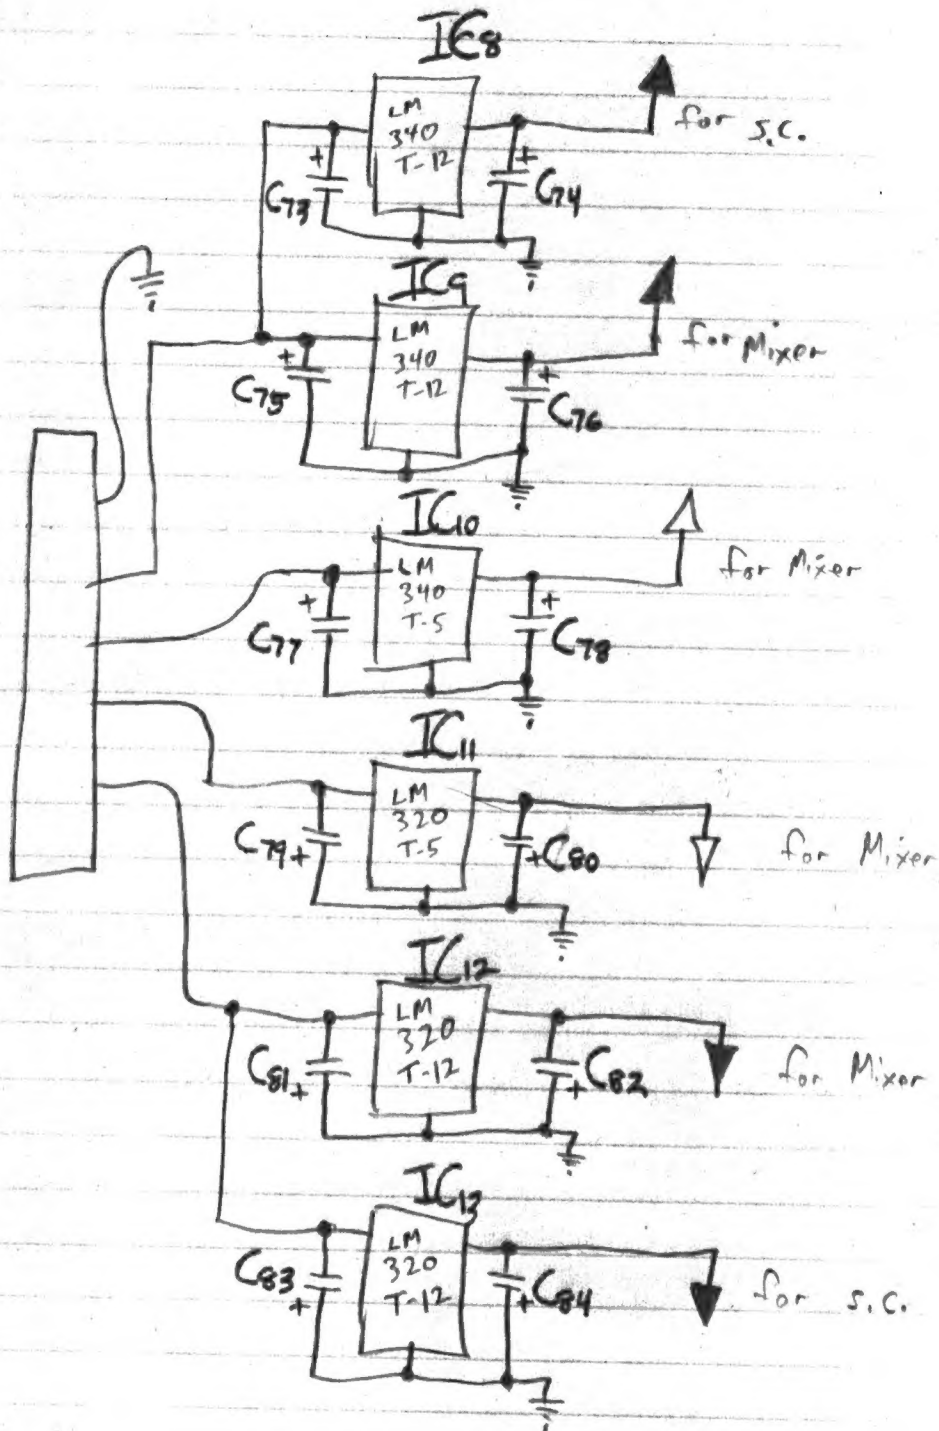 IC8
LM
340
T-12
for s.c.
+
+
C73
C74
IC9
LM
340
T-12
for Mixer
+
+
C75
C76
IC10
LM
340
T-5
for Mixer
+
+
C77
C78
IC11
LM
320
T-5
C79+
+C80
for Mixer
IC12
LM
320
T-12
C81+
C82
+
for Mixer
IC13
LM
320
T-12
C83
+
+C84
for s.c.